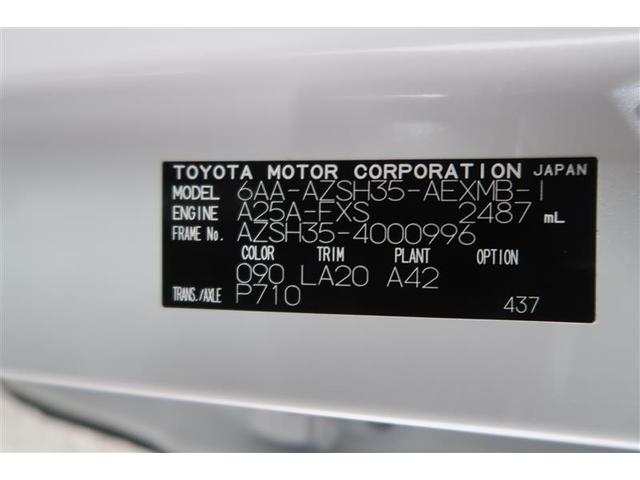 TOYOTA MOTOR CORPORATION JAPAN
MODEL 6AA-AZSH35-AEXMB-I
ENGINE A25A-FXS 2487 mL
FRAME No. AZSH35-4000996
COLOR TRIM PLANT OPTION
090 LA20 A42
TRANS./AXLE P710 437